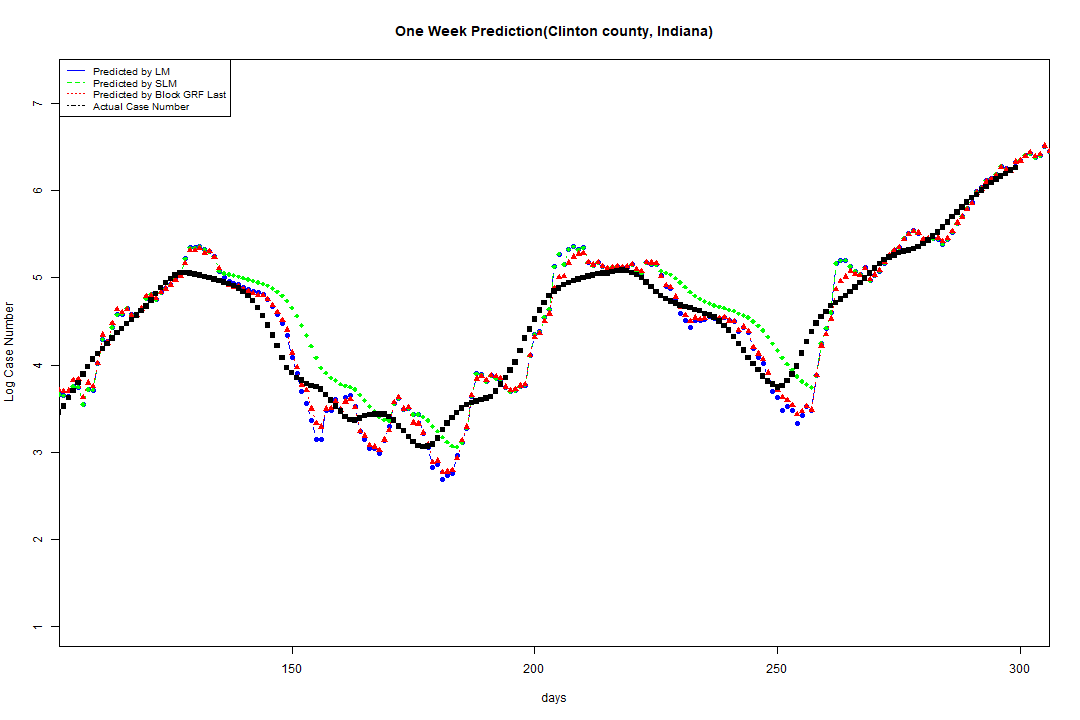 One Week Prediction(Clinton county, Indiana)
Predicted by LM
Predicted by SLM
Predicted by Block GRF Last
Actual Case Number
7
6
5
4
3
2
1
Log Case Number
150 200 250 300
days